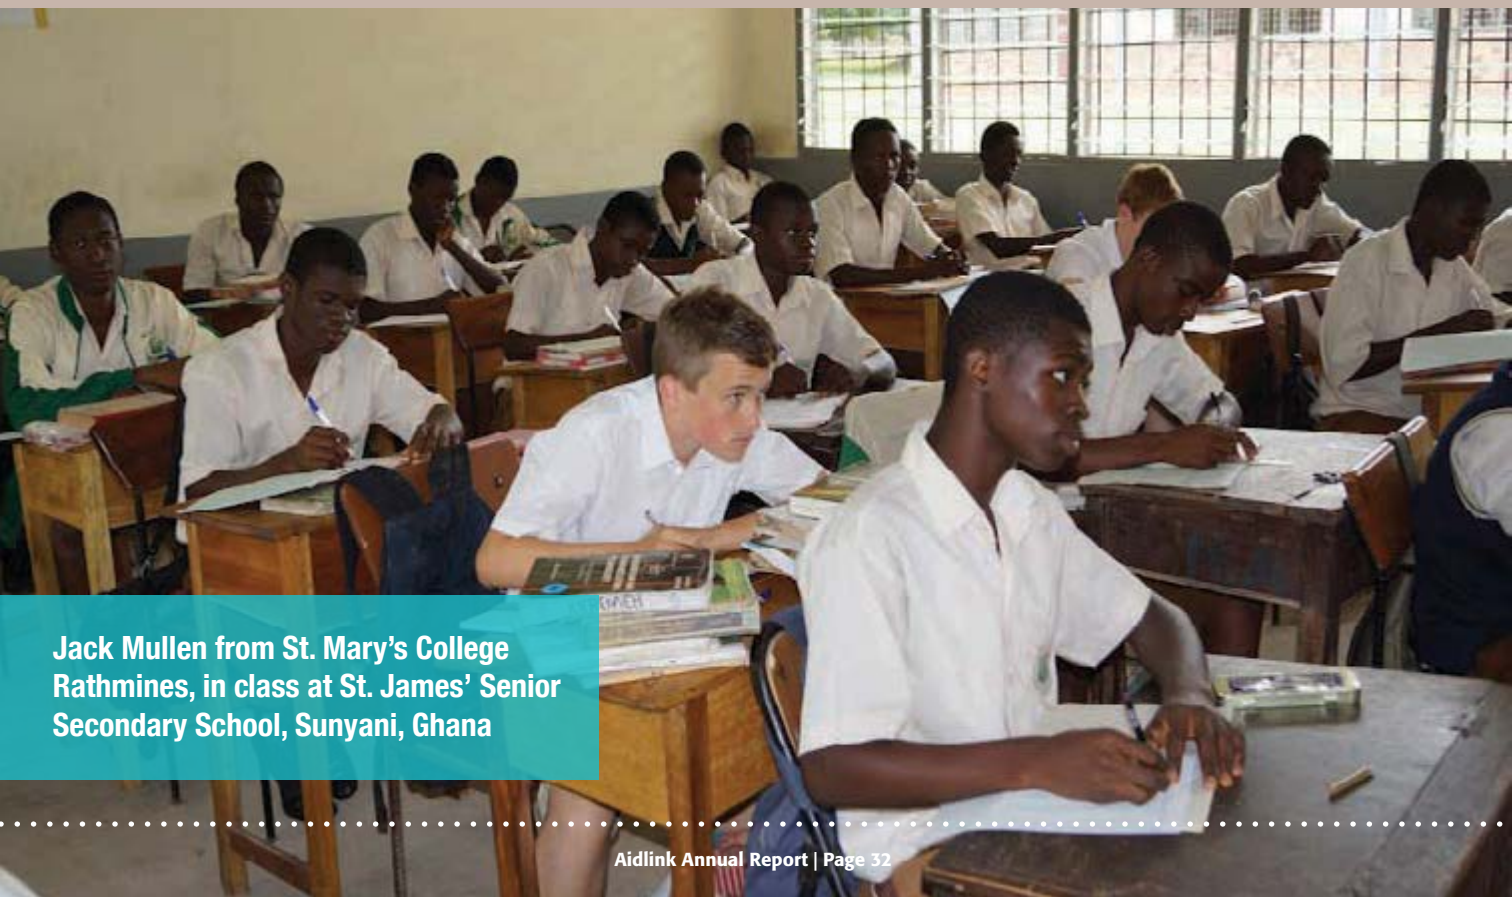 Jack Mullen from St. Mary’s College
Rathmines, in class at St. James’ Senior
Secondary School, Sunyani, Ghana
Aidlink Annual Report | Page 32